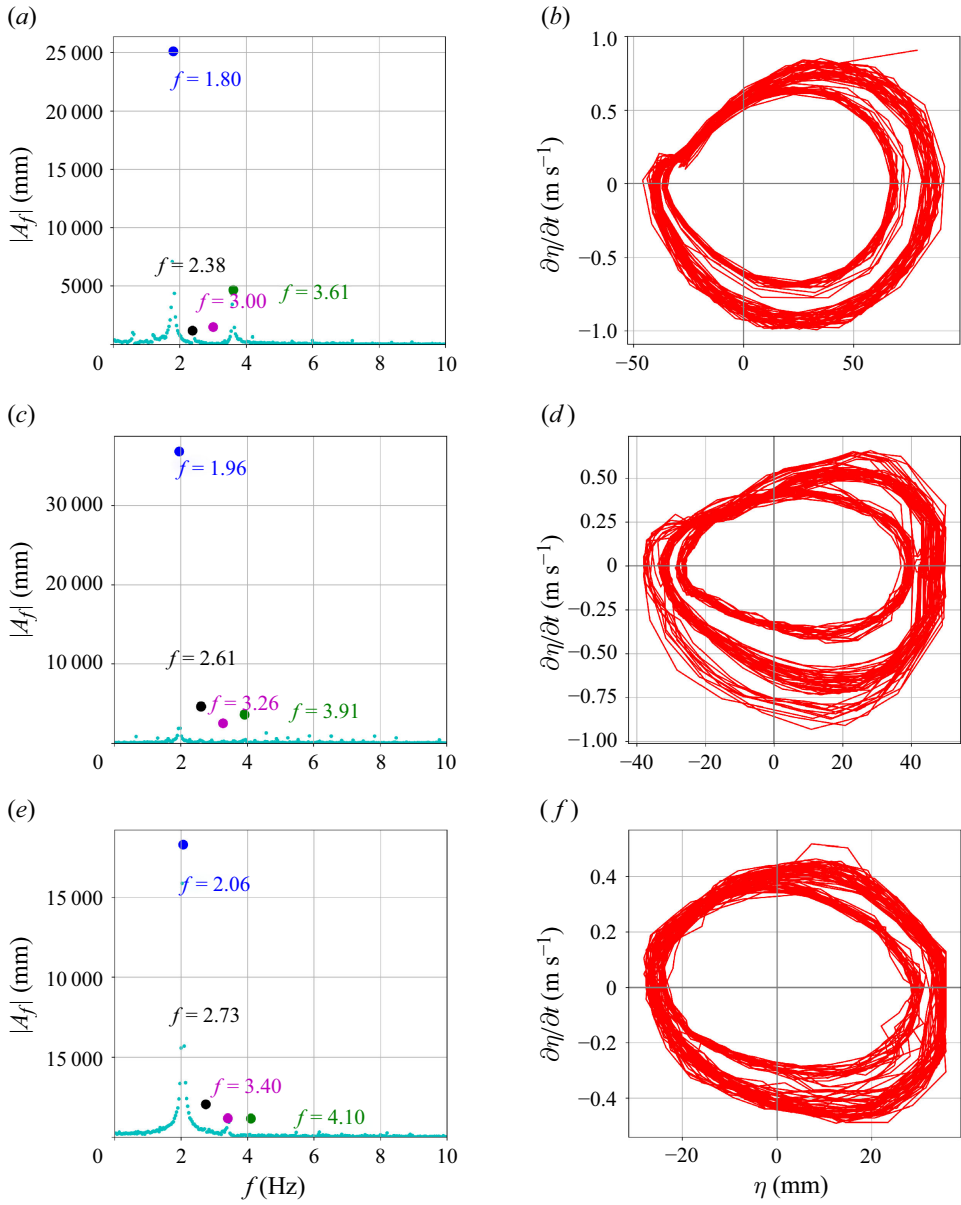 (a)
(b)
25 000
20 000
15 000
10 000
5000
0 2 4 6 8 10
|A_f| (mm)
f = 1.80
f = 2.38
f = 3.00
f = 3.61
1.0
0.5
0
−0.5
−1.0
−50 0 50
∂η/∂t (m s⁻¹)
(c)
(d)
30 000
20 000
10 000
0 2 4 6 8 10
|A_f| (mm)
f = 1.96
f = 2.61
f = 3.26
f = 3.91
0.50
0.25
0
−0.25
−0.50
−0.75
−1.00
−40 −20 0 20 40
∂η/∂t (m s⁻¹)
(e)
(f)
15 000
10 000
15 000
0 2 4 6 8 10
|A_f| (mm)
f = 2.06
f = 2.73
f = 3.40
f = 4.10
f (Hz)
0.4
0.2
0
−0.2
−0.4
−20 0 20
∂η/∂t (m s⁻¹)
η (mm)